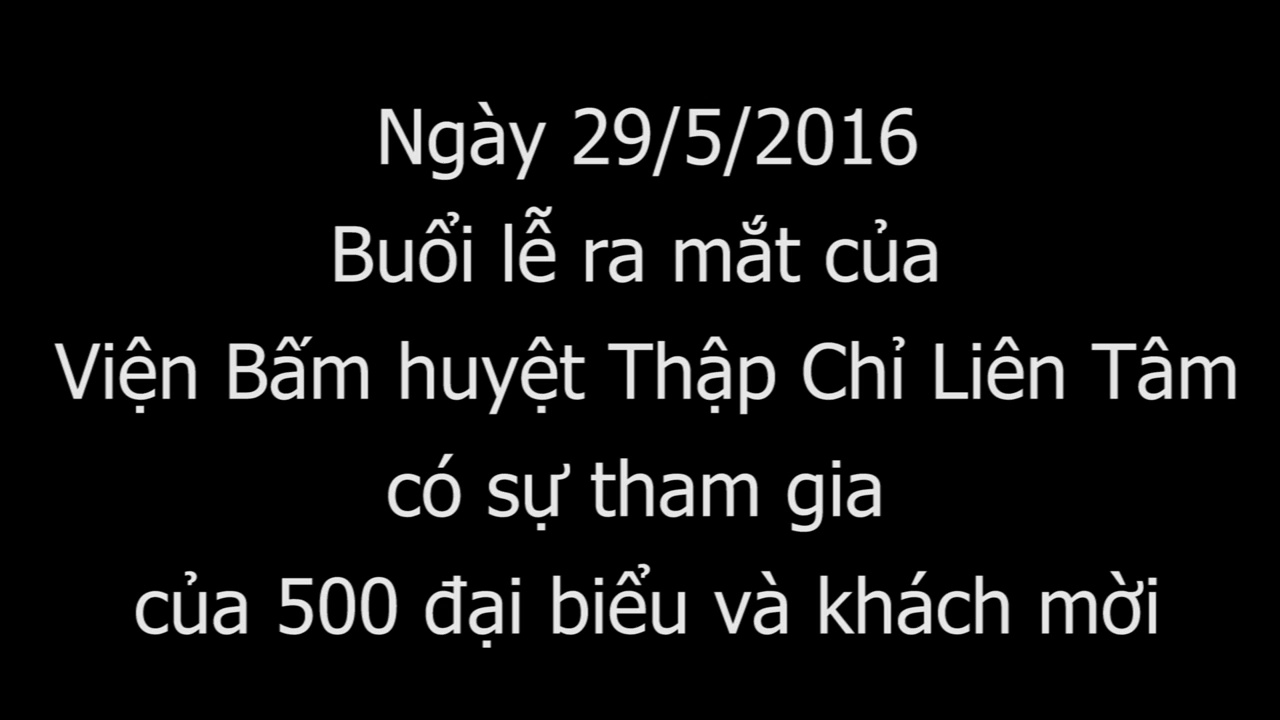 Ngày 29/5/2016
Buổi lễ ra mắt của
Viện Bấm huyệt Thập Chỉ Liên Tâm
có sự tham gia
của 500 đại biểu và khách mời